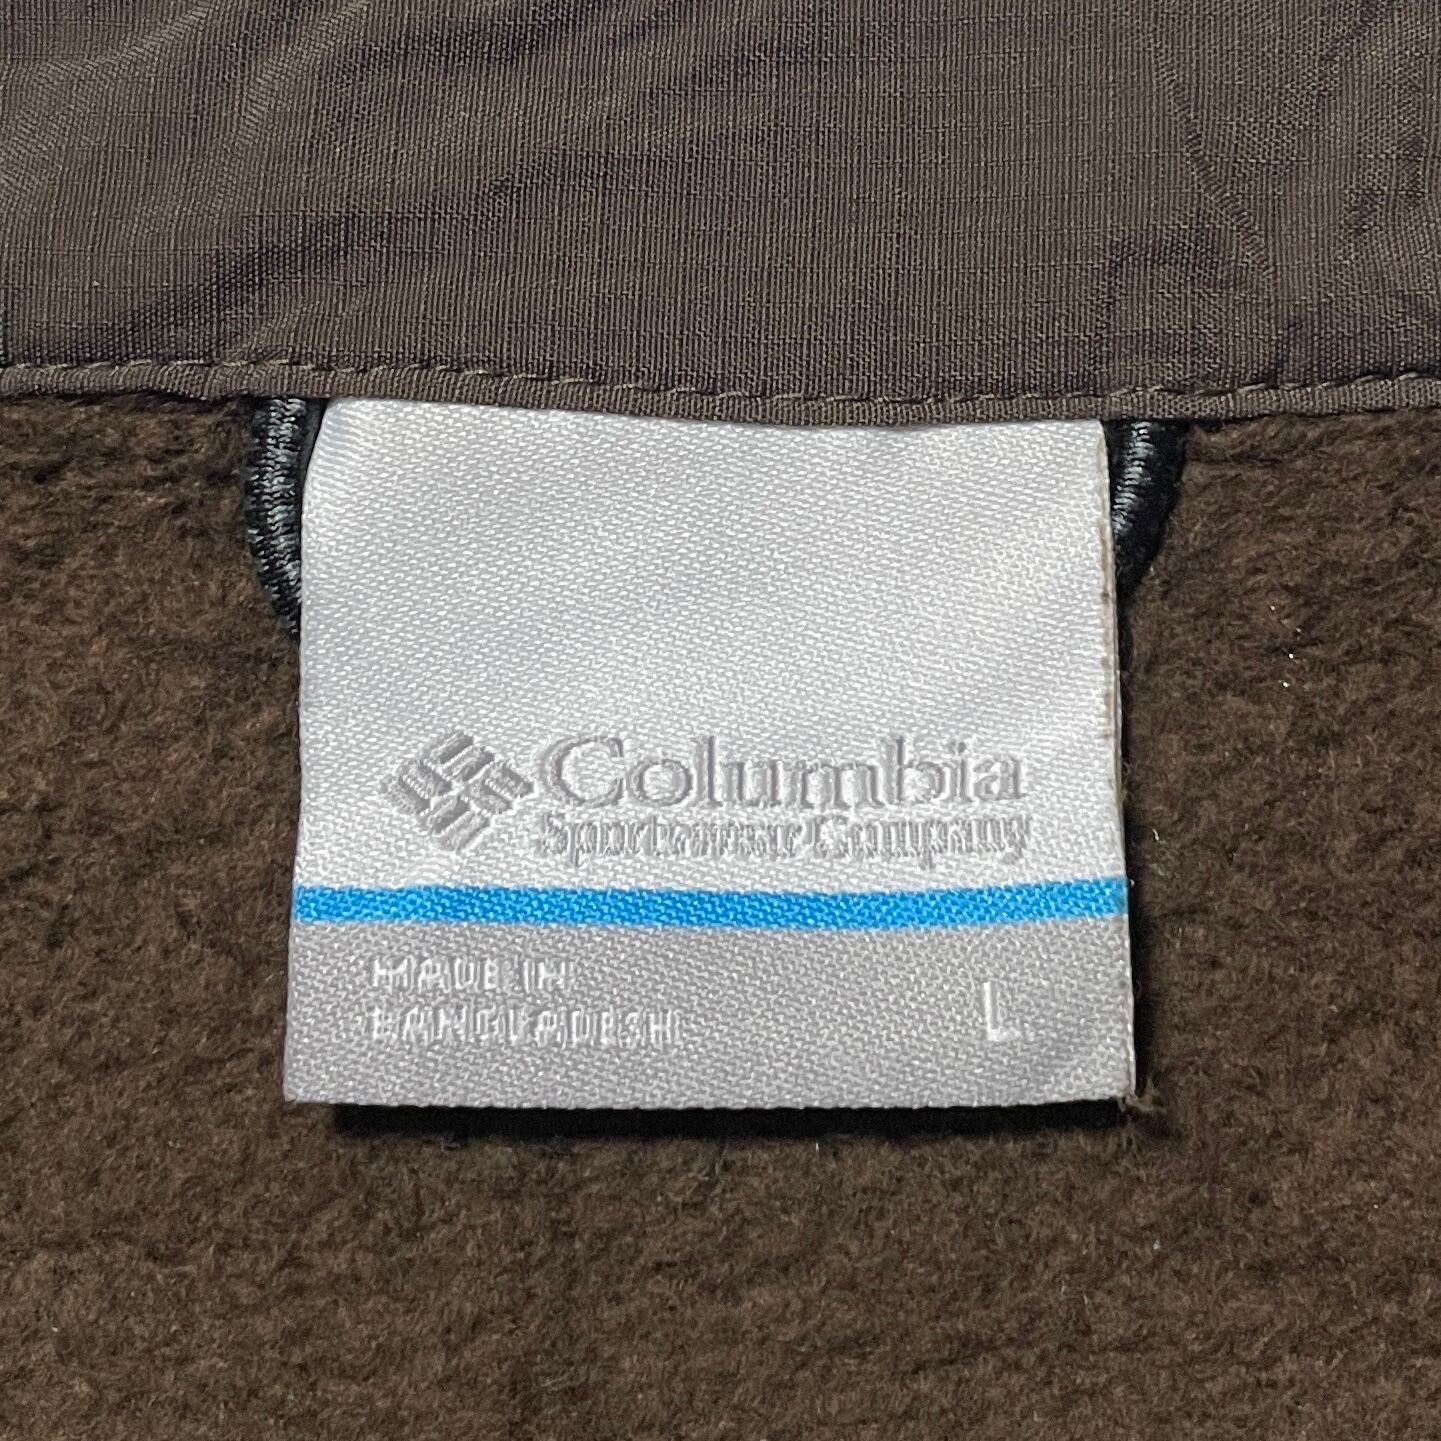 Columbia
Sportswear Company
MADE IN
BANGLADESH
L